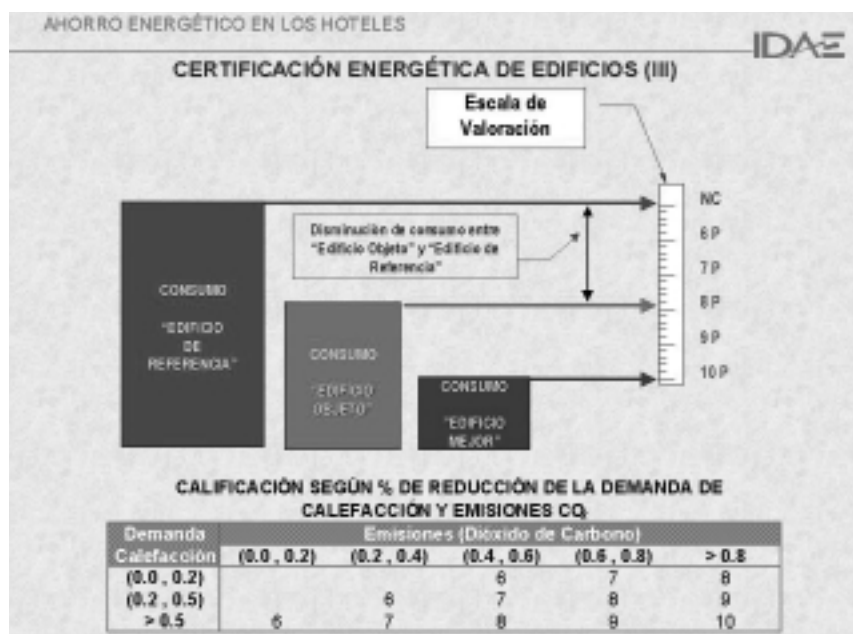 AHORRO ENERGÉTICO EN LOS HOTELES
IDAE
CERTIFICACIÓN ENERGÉTICA DE EDIFICIOS (III)
Escala de
Valoración
NC
6 P
7 P
8 P
9 P
10 P
Disminución de consumo entre
"Edificio Objeto" y "Edificio de
Referencia"
CONSUMO
"EDIFICIO
DE
REFERENCIA"
CONSUMO
"EDIFICIO
OBJETO"
CONSUMO
"EDIFICIO
MEJOR"
CALIFICACIÓN SEGÚN % DE REDUCCIÓN DE LA DEMANDA DE
CALEFACCIÓN Y EMISIONES CO₂
Demanda Emisiones (Dióxido de Carbono)
Calefacción (0.0 , 0.2) (0.2 , 0.4) (0.4 , 0.6) (0.6 , 0.8) > 0.8
(0.0 , 0.2) 6 7 8
(0.2 , 0.5) 6 7 8 9
> 0.5 6 7 8 9 10